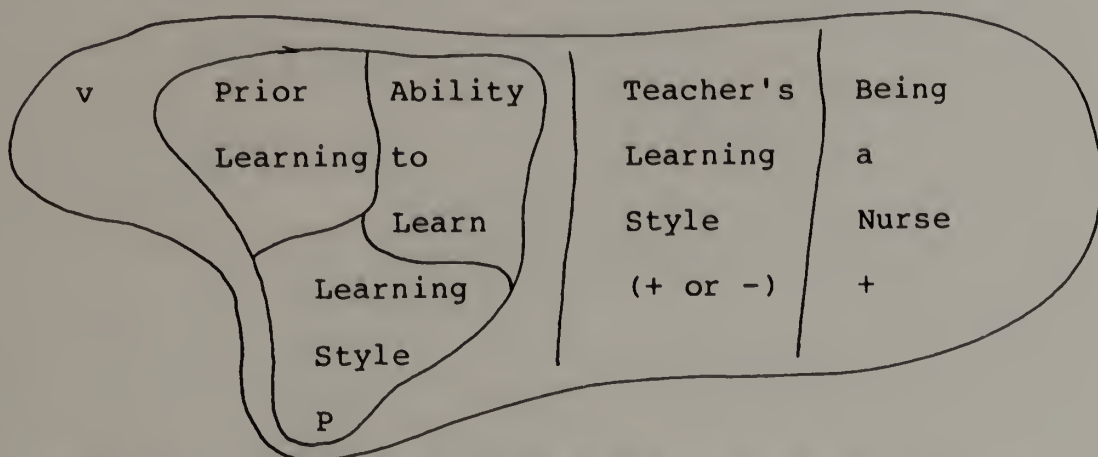 v
Prior
Learning
Ability
to
Learn
Learning
Style
P
Teacher's
Learning
Style
(+ or -)
Being
a
Nurse
+